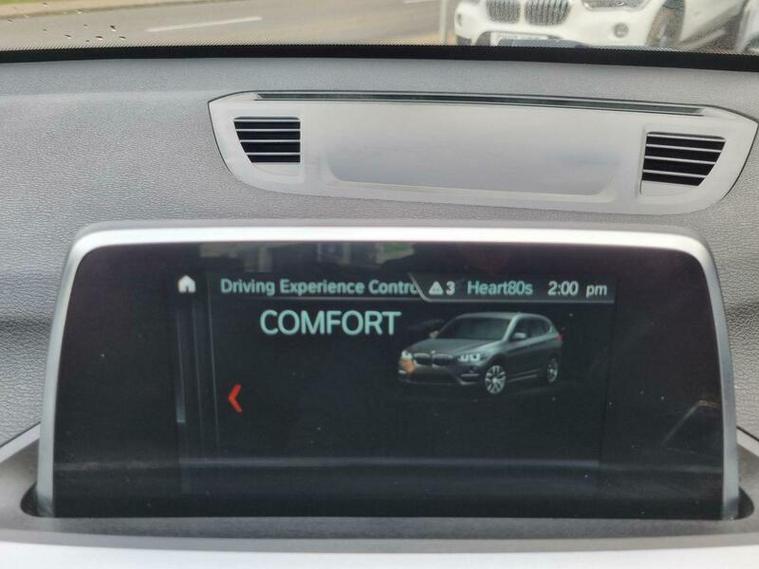 Driving Experience Contro 3 Heart80s 2:00 pm
COMFORT